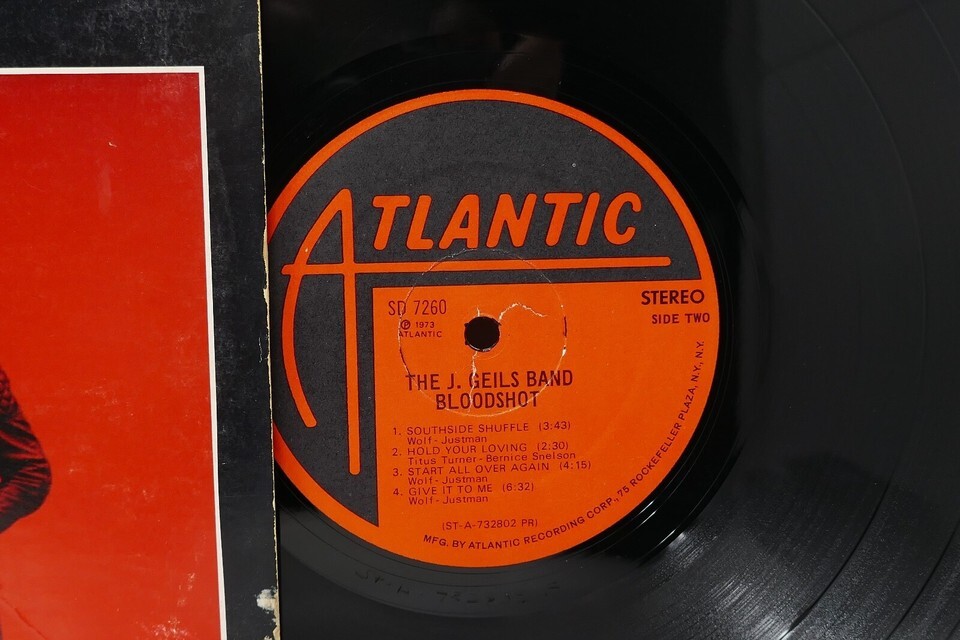 ATLANTIC
SD 7260
℗ 1973
ATLANTIC
STEREO
SIDE TWO
THE J. GEILS BAND
BLOODSHOT
1. SOUTHSIDE SHUFFLE (3:43)
Wolf-Justman
2. HOLD YOUR LOVING (2:30)
Titus Turner-Bernice Snelson
3. START ALL OVER AGAIN (4:15)
Wolf-Justman
4. GIVE IT TO ME (6:32)
Wolf-Justman
(ST-A-732802 PR)
MFG. BY ATLANTIC RECORDING CORP., 75 ROCKEFELLER PLAZA, N.Y., N.Y.